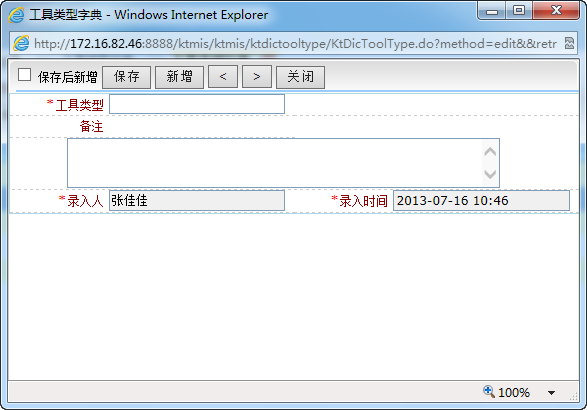 工具类型字典 - Windows Internet Explorer
http://172.16.82.46:8888/ktmis/ktmis/ktdictooltype/KtDicToolType.do?method=edit&&retr
保存后新增 保存 新增 < > 关闭
*工具类型
备注
*录入人 张佳佳 *录入时间 2013-07-16 10:46
100%